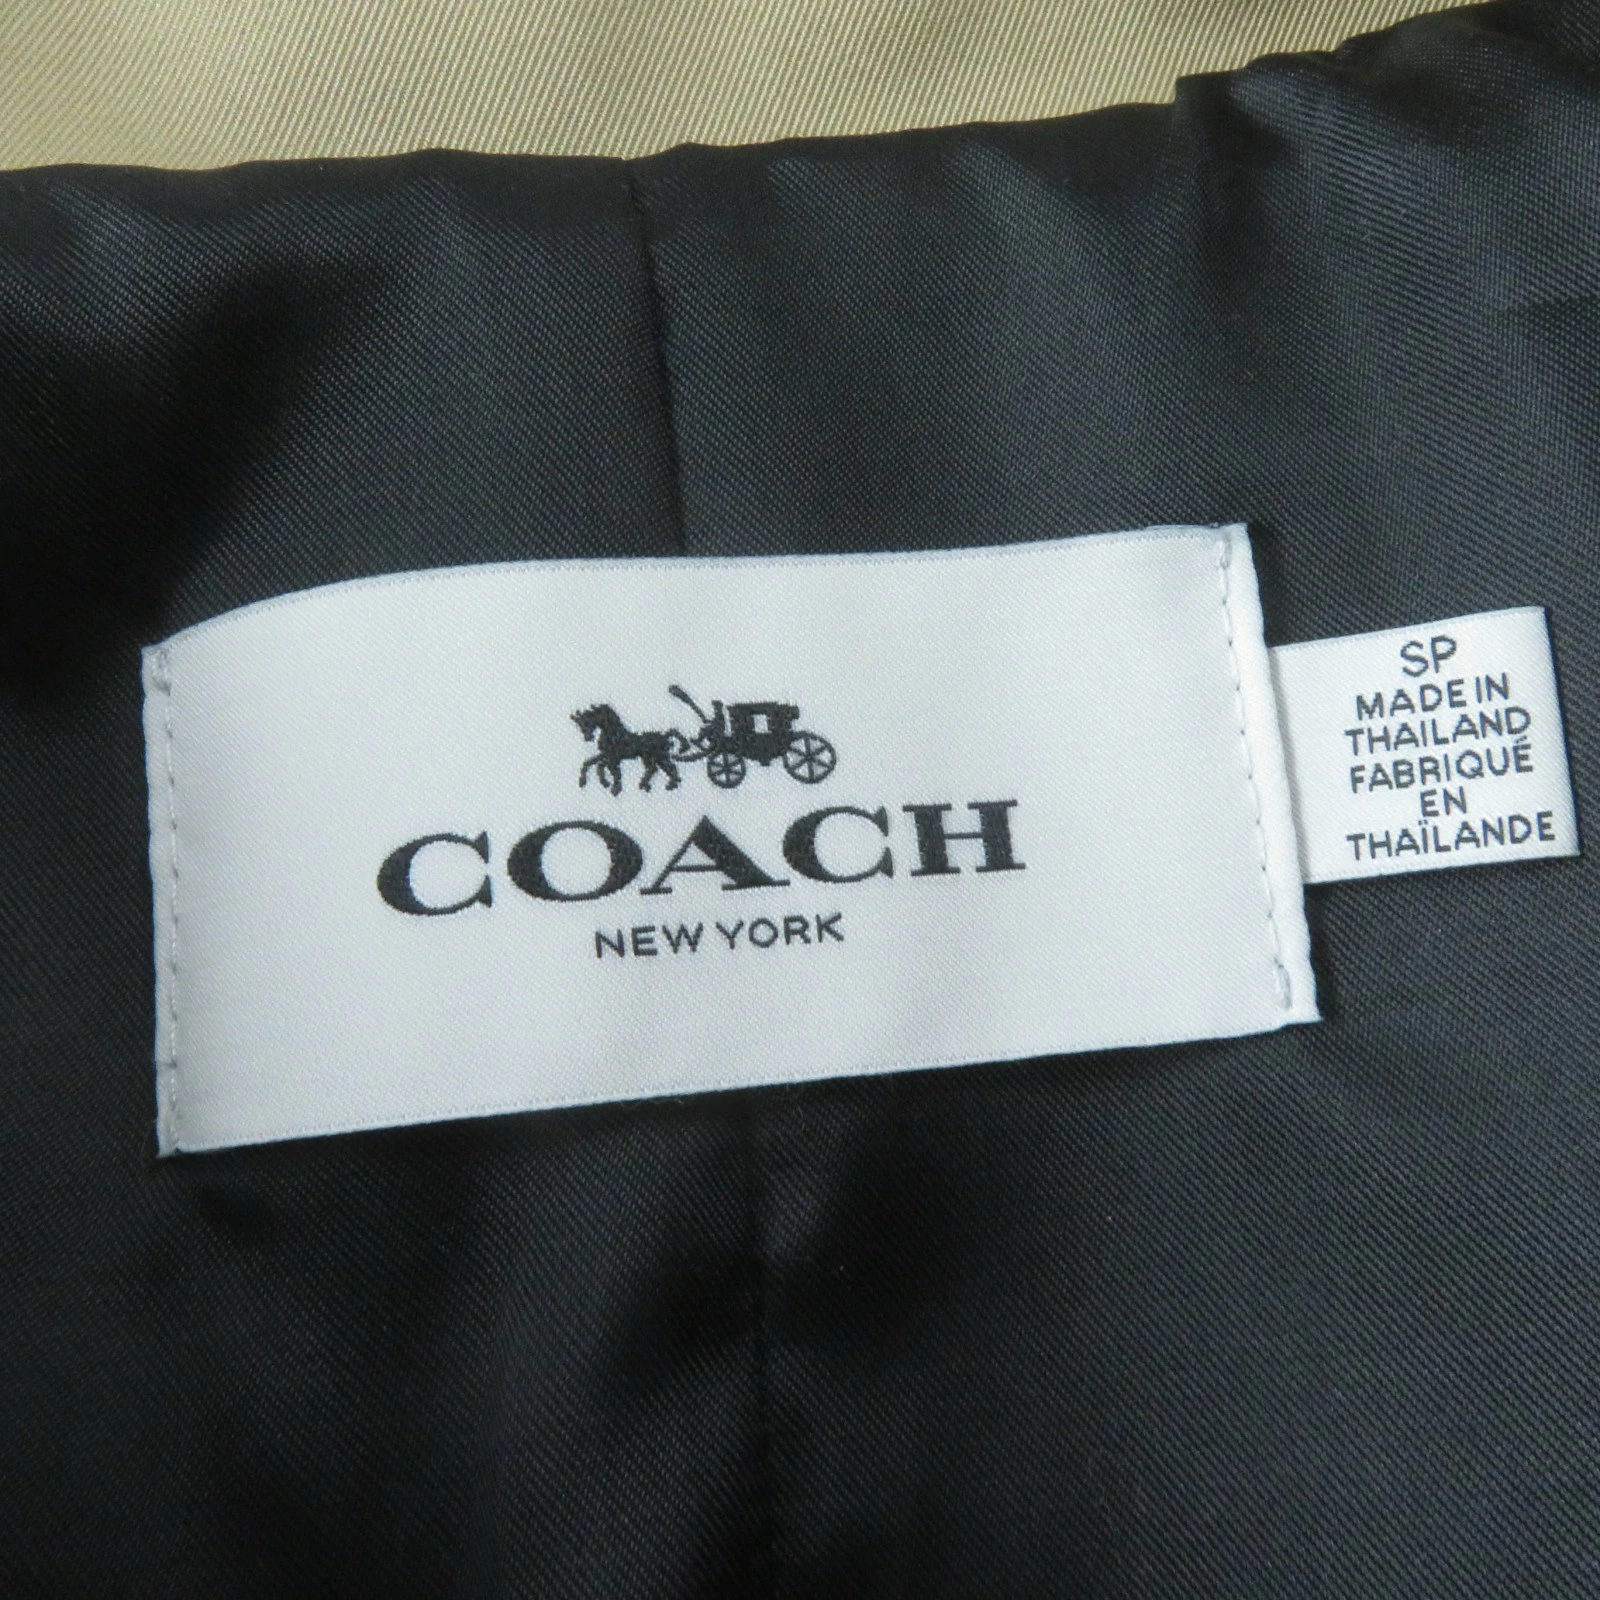 COACH
NEW YORK
SP
MADE IN
THAILAND
FABRIQUÉ
EN
THAÏLANDE